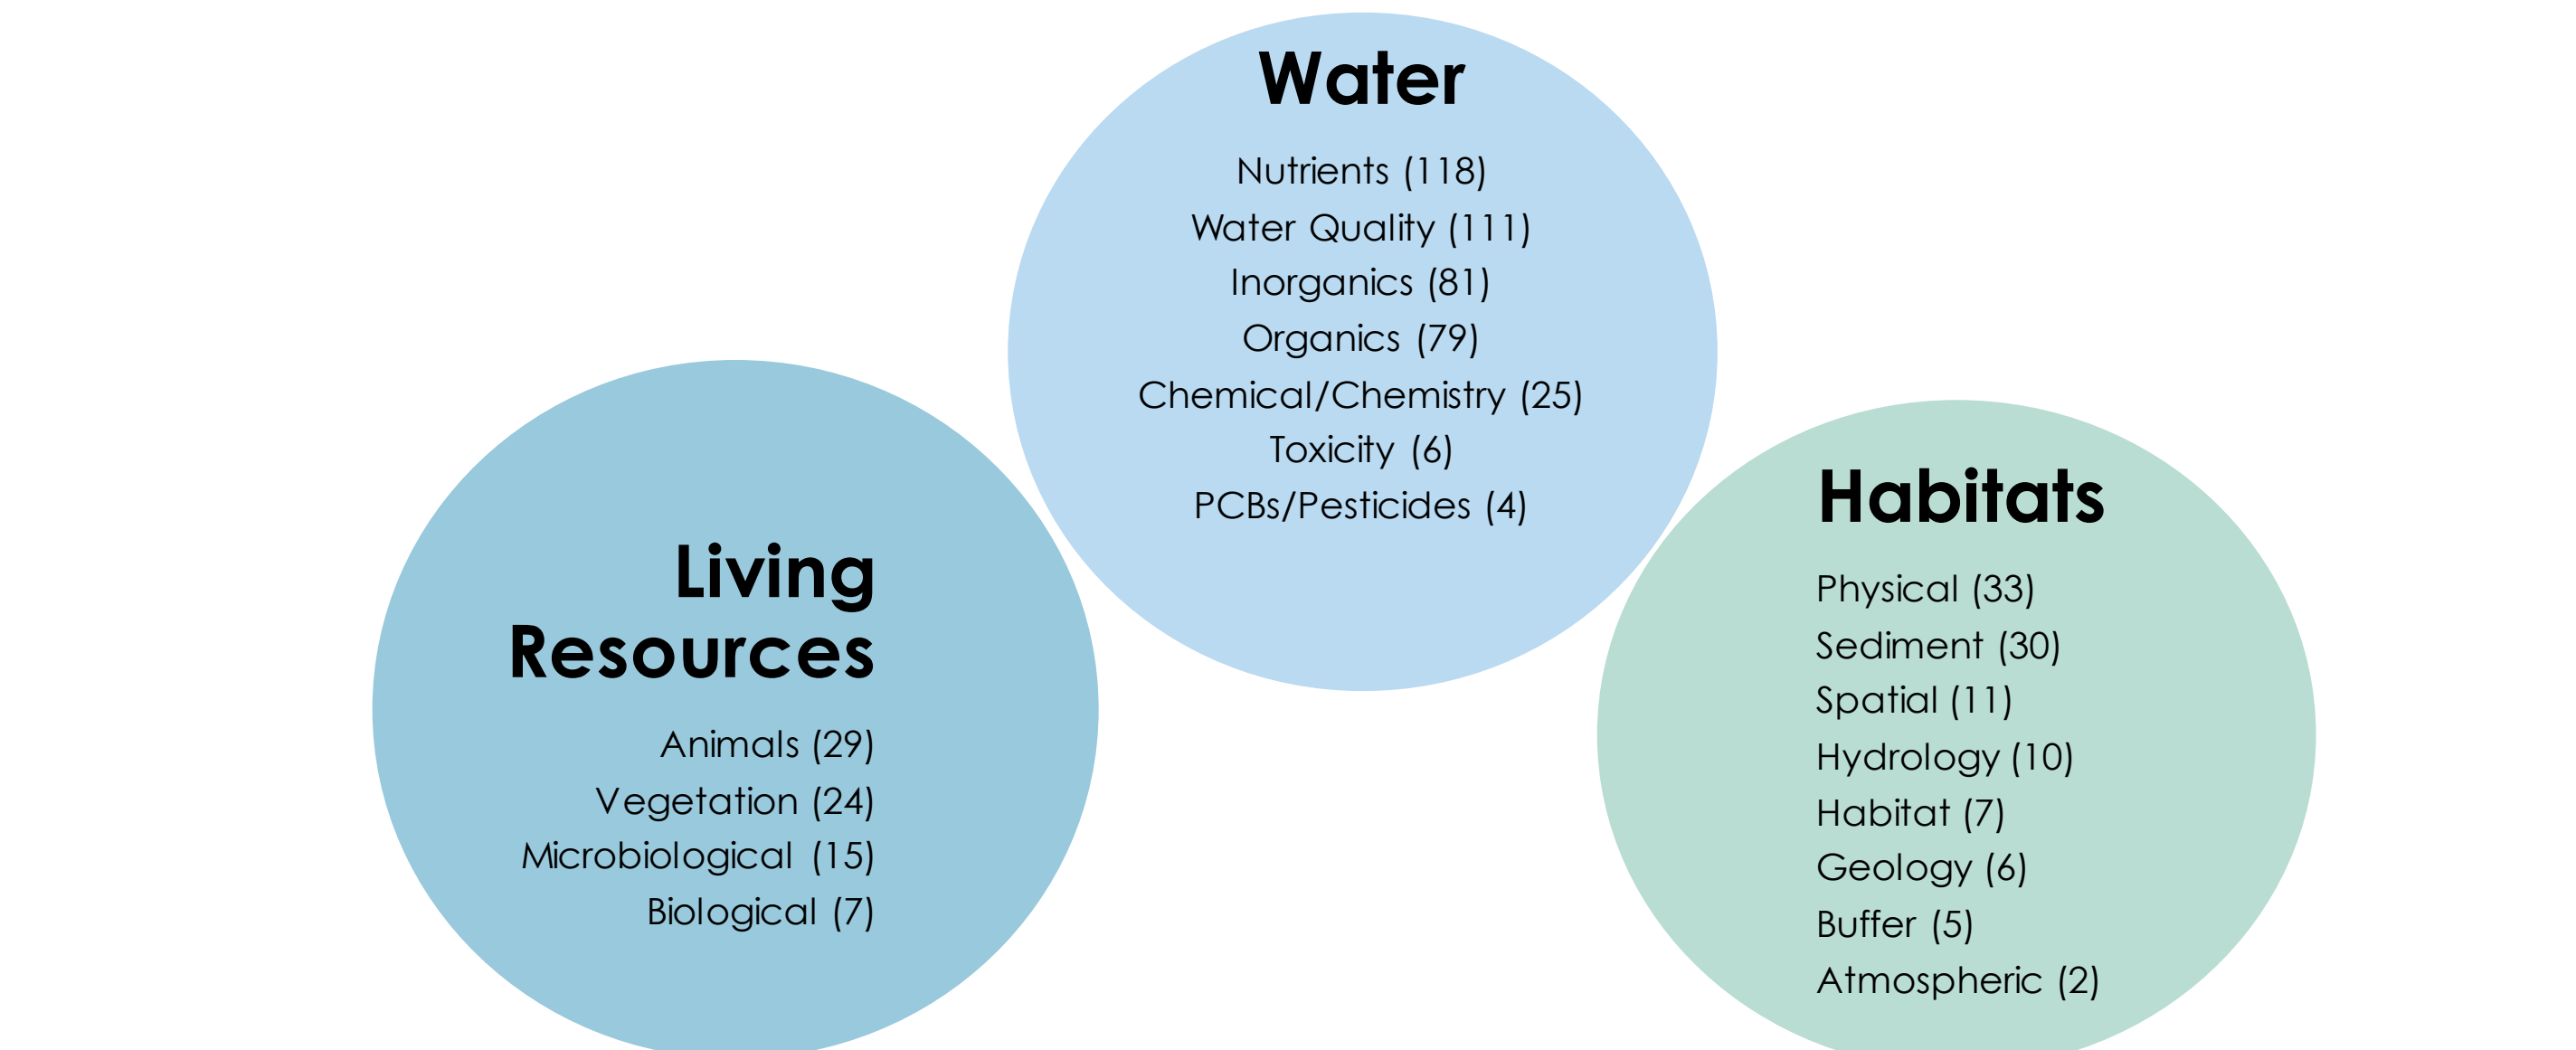 Water
Nutrients (118)
Water Quality (111)
Inorganics (81)
Organics (79)
Chemical/Chemistry (25)
Toxicity (6)
PCBs/Pesticides (4)
Living
Resources
Animals (29)
Vegetation (24)
Microbiological (15)
Biological (7)
Habitats
Physical (33)
Sediment (30)
Spatial (11)
Hydrology (10)
Habitat (7)
Geology (6)
Buffer (5)
Atmospheric (2)